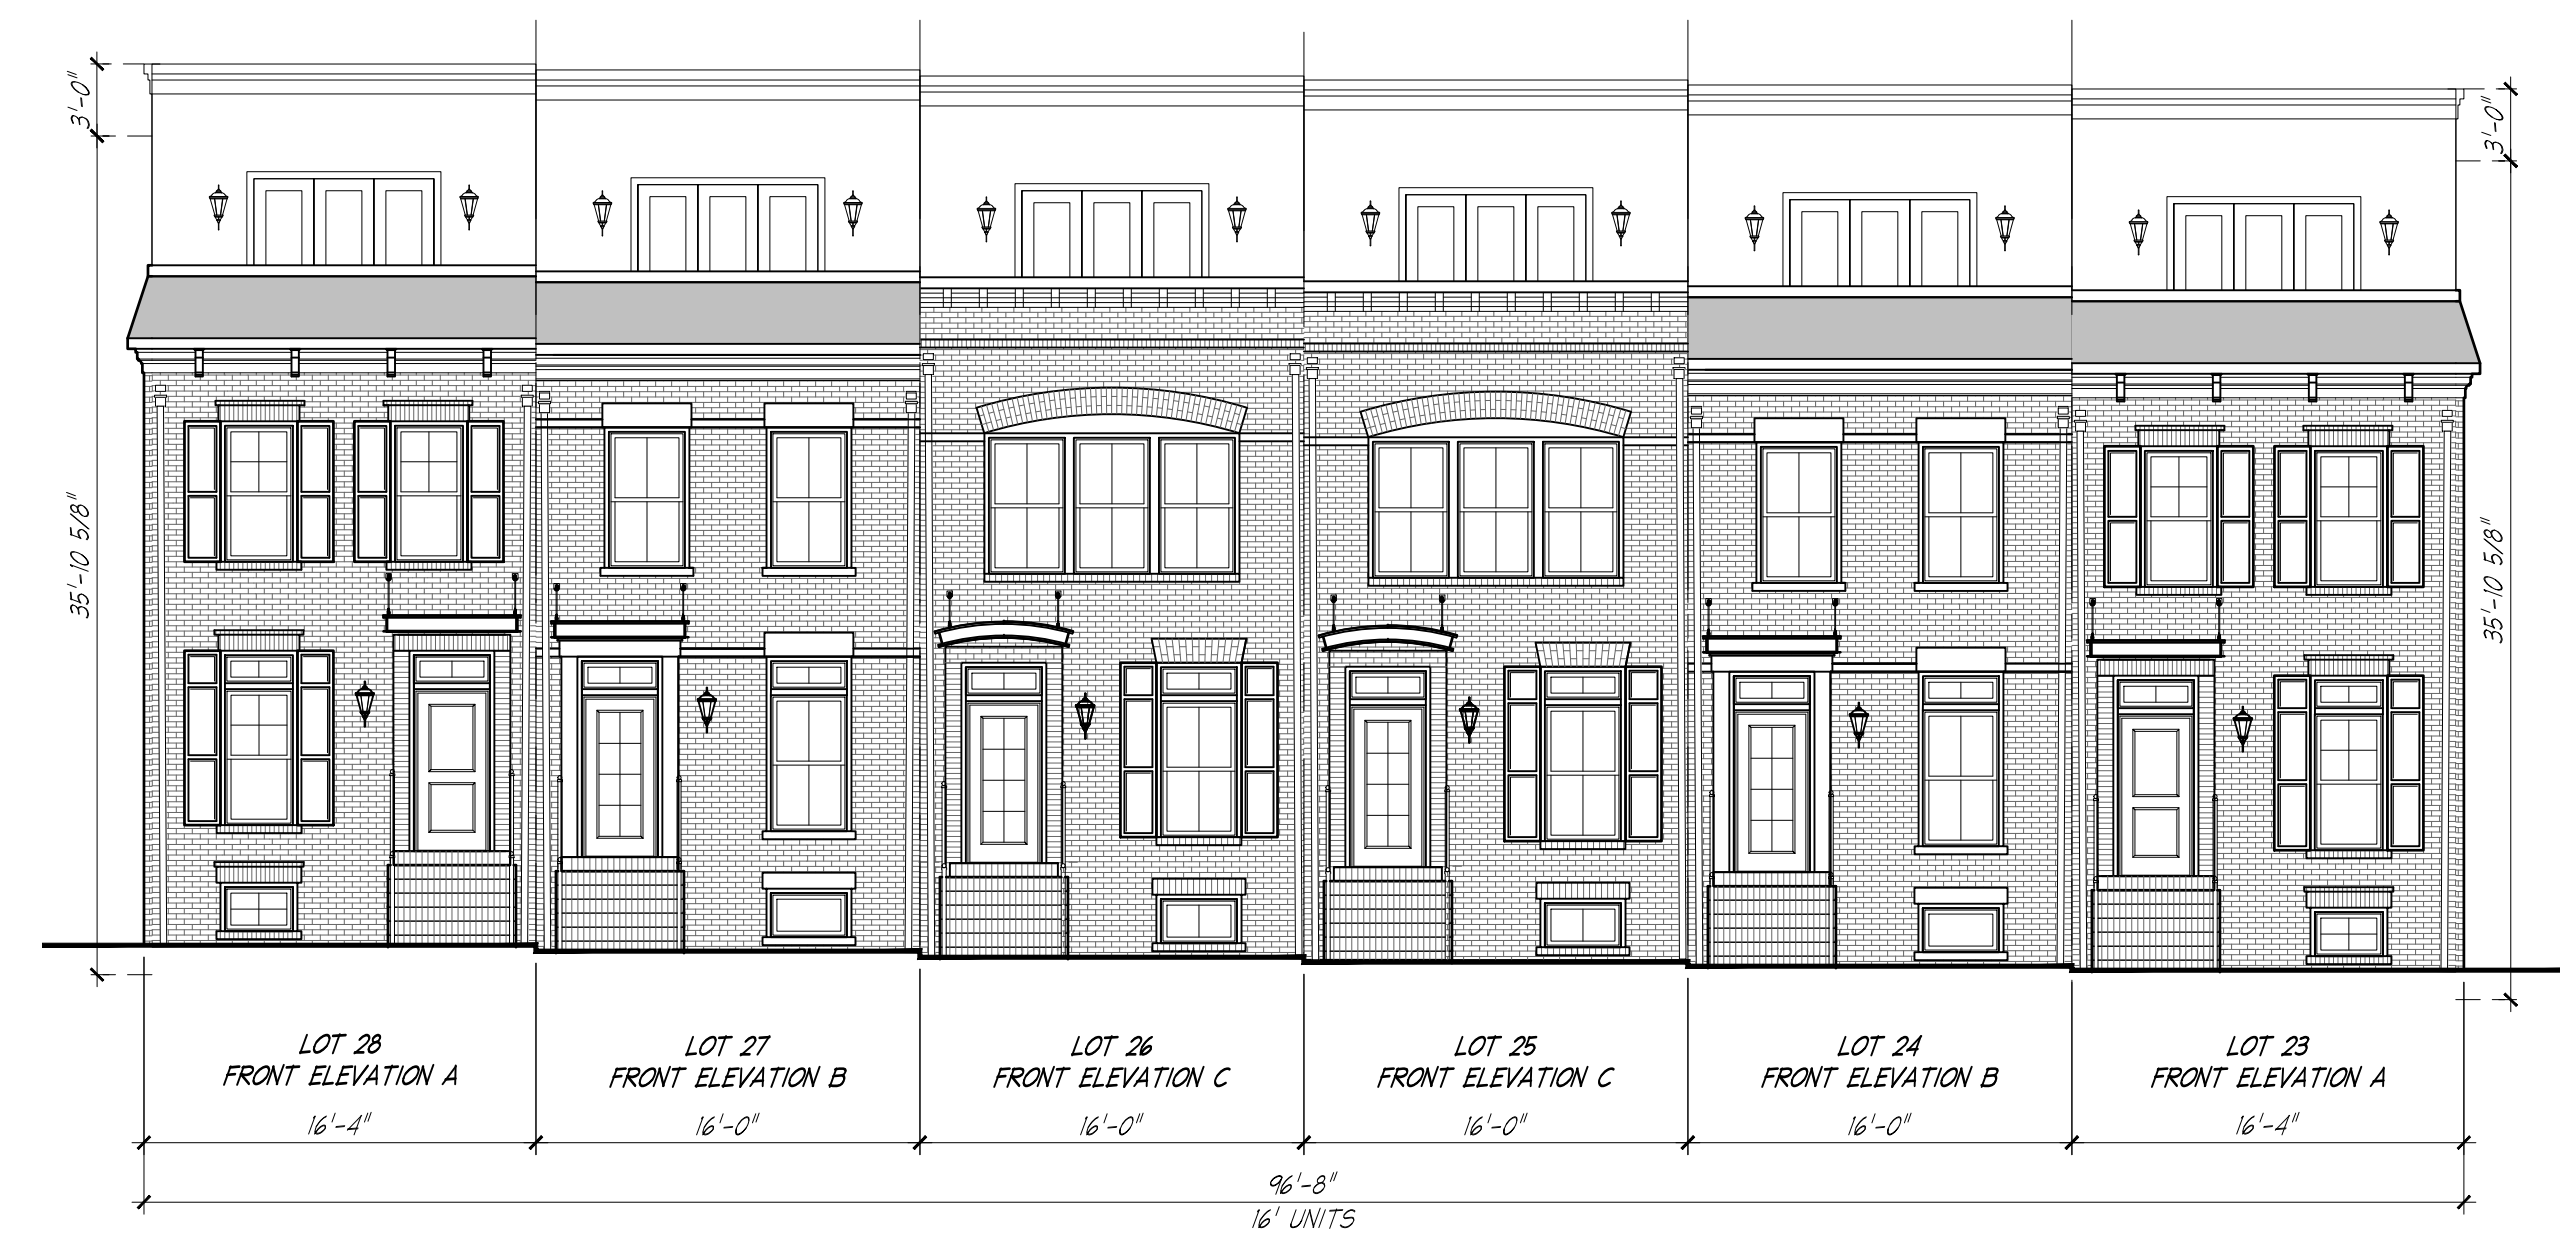 3'-0"
3'-0"
35'-10 5/8"
35'-10 5/8"
LOT 28
FRONT ELEVATION A
16'-4"
LOT 27
FRONT ELEVATION B
16'-0"
LOT 26
FRONT ELEVATION C
16'-0"
LOT 25
FRONT ELEVATION C
16'-0"
LOT 24
FRONT ELEVATION B
16'-0"
LOT 23
FRONT ELEVATION A
16'-4"
96'-8"
16' UNITS